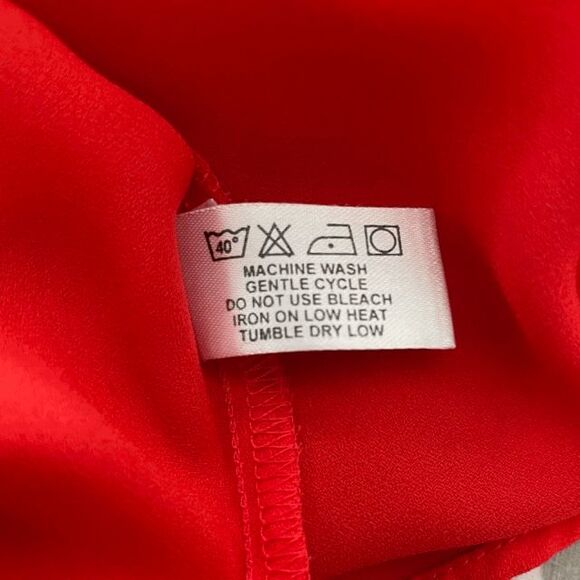 40°
MACHINE WASH
GENTLE CYCLE
DO NOT USE BLEACH
IRON ON LOW HEAT
TUMBLE DRY LOW